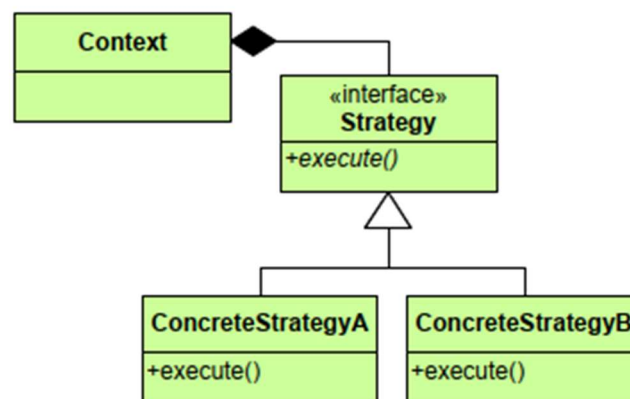 Context
«interface»
Strategy
+execute()
ConcreteStrategyA
+execute()
ConcreteStrategyB
+execute()